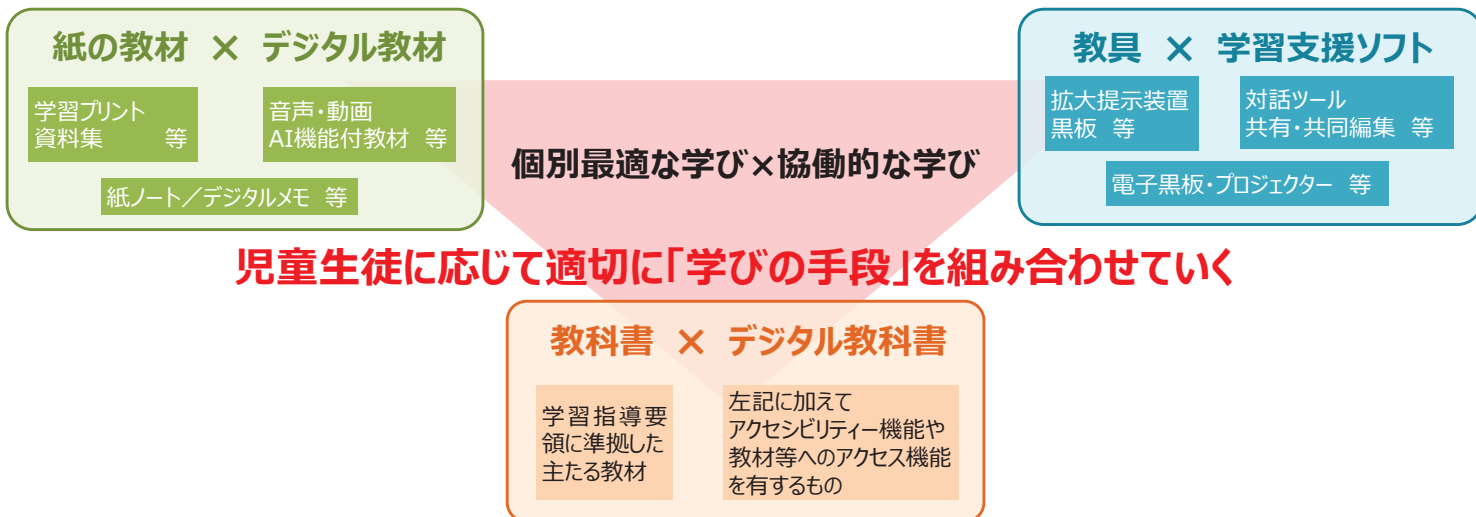 紙の教材 × デジタル教材
学習プリント
資料集 等
音声・動画
AI機能付教材 等
紙ノート／デジタルメモ 等
教具 × 学習支援ソフト
拡大提示装置
黒板 等
対話ツール
共有・共同編集 等
電子黒板・プロジェクター 等
個別最適な学び×協働的な学び
児童生徒に応じて適切に「学びの手段」を組み合わせていく
教科書 × デジタル教科書
学習指導要
領に準拠した
主たる教材
左記に加えて
アクセシビリティー機能や
教材等へのアクセス機能
を有するもの